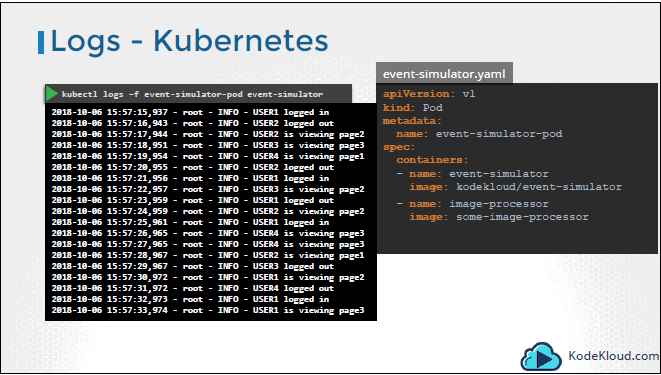 Logs - Kubernetes
kubectl logs -f event-simulator-pod event-simulator
2018-10-06 15:57:15,937 - root - INFO - USER1 logged in
2018-10-06 15:57:16,943 - root - INFO - USER2 logged out
2018-10-06 15:57:17,944 - root - INFO - USER2 is viewing page2
2018-10-06 15:57:18,951 - root - INFO - USER3 is viewing page3
2018-10-06 15:57:19,954 - root - INFO - USER4 is viewing page1
2018-10-06 15:57:20,955 - root - INFO - USER2 logged out
2018-10-06 15:57:21,956 - root - INFO - USER1 logged in
2018-10-06 15:57:22,957 - root - INFO - USER3 is viewing page2
2018-10-06 15:57:23,959 - root - INFO - USER1 logged out
2018-10-06 15:57:24,959 - root - INFO - USER2 is viewing page2
2018-10-06 15:57:25,961 - root - INFO - USER1 logged in
2018-10-06 15:57:26,965 - root - INFO - USER4 is viewing page3
2018-10-06 15:57:27,965 - root - INFO - USER4 is viewing page3
2018-10-06 15:57:28,967 - root - INFO - USER2 is viewing page1
2018-10-06 15:57:29,967 - root - INFO - USER3 logged out
2018-10-06 15:57:30,972 - root - INFO - USER1 is viewing page2
2018-10-06 15:57:31,972 - root - INFO - USER4 logged out
2018-10-06 15:57:32,973 - root - INFO - USER1 logged in
2018-10-06 15:57:33,974 - root - INFO - USER1 is viewing page3
event-simulator.yaml
apiVersion: v1
kind: Pod
metadata:
name: event-simulator-pod
spec:
containers:
- name: event-simulator
image: kodekloud/event-simulator
- name: image-processor
image: some-image-processor
KodeKloud.com